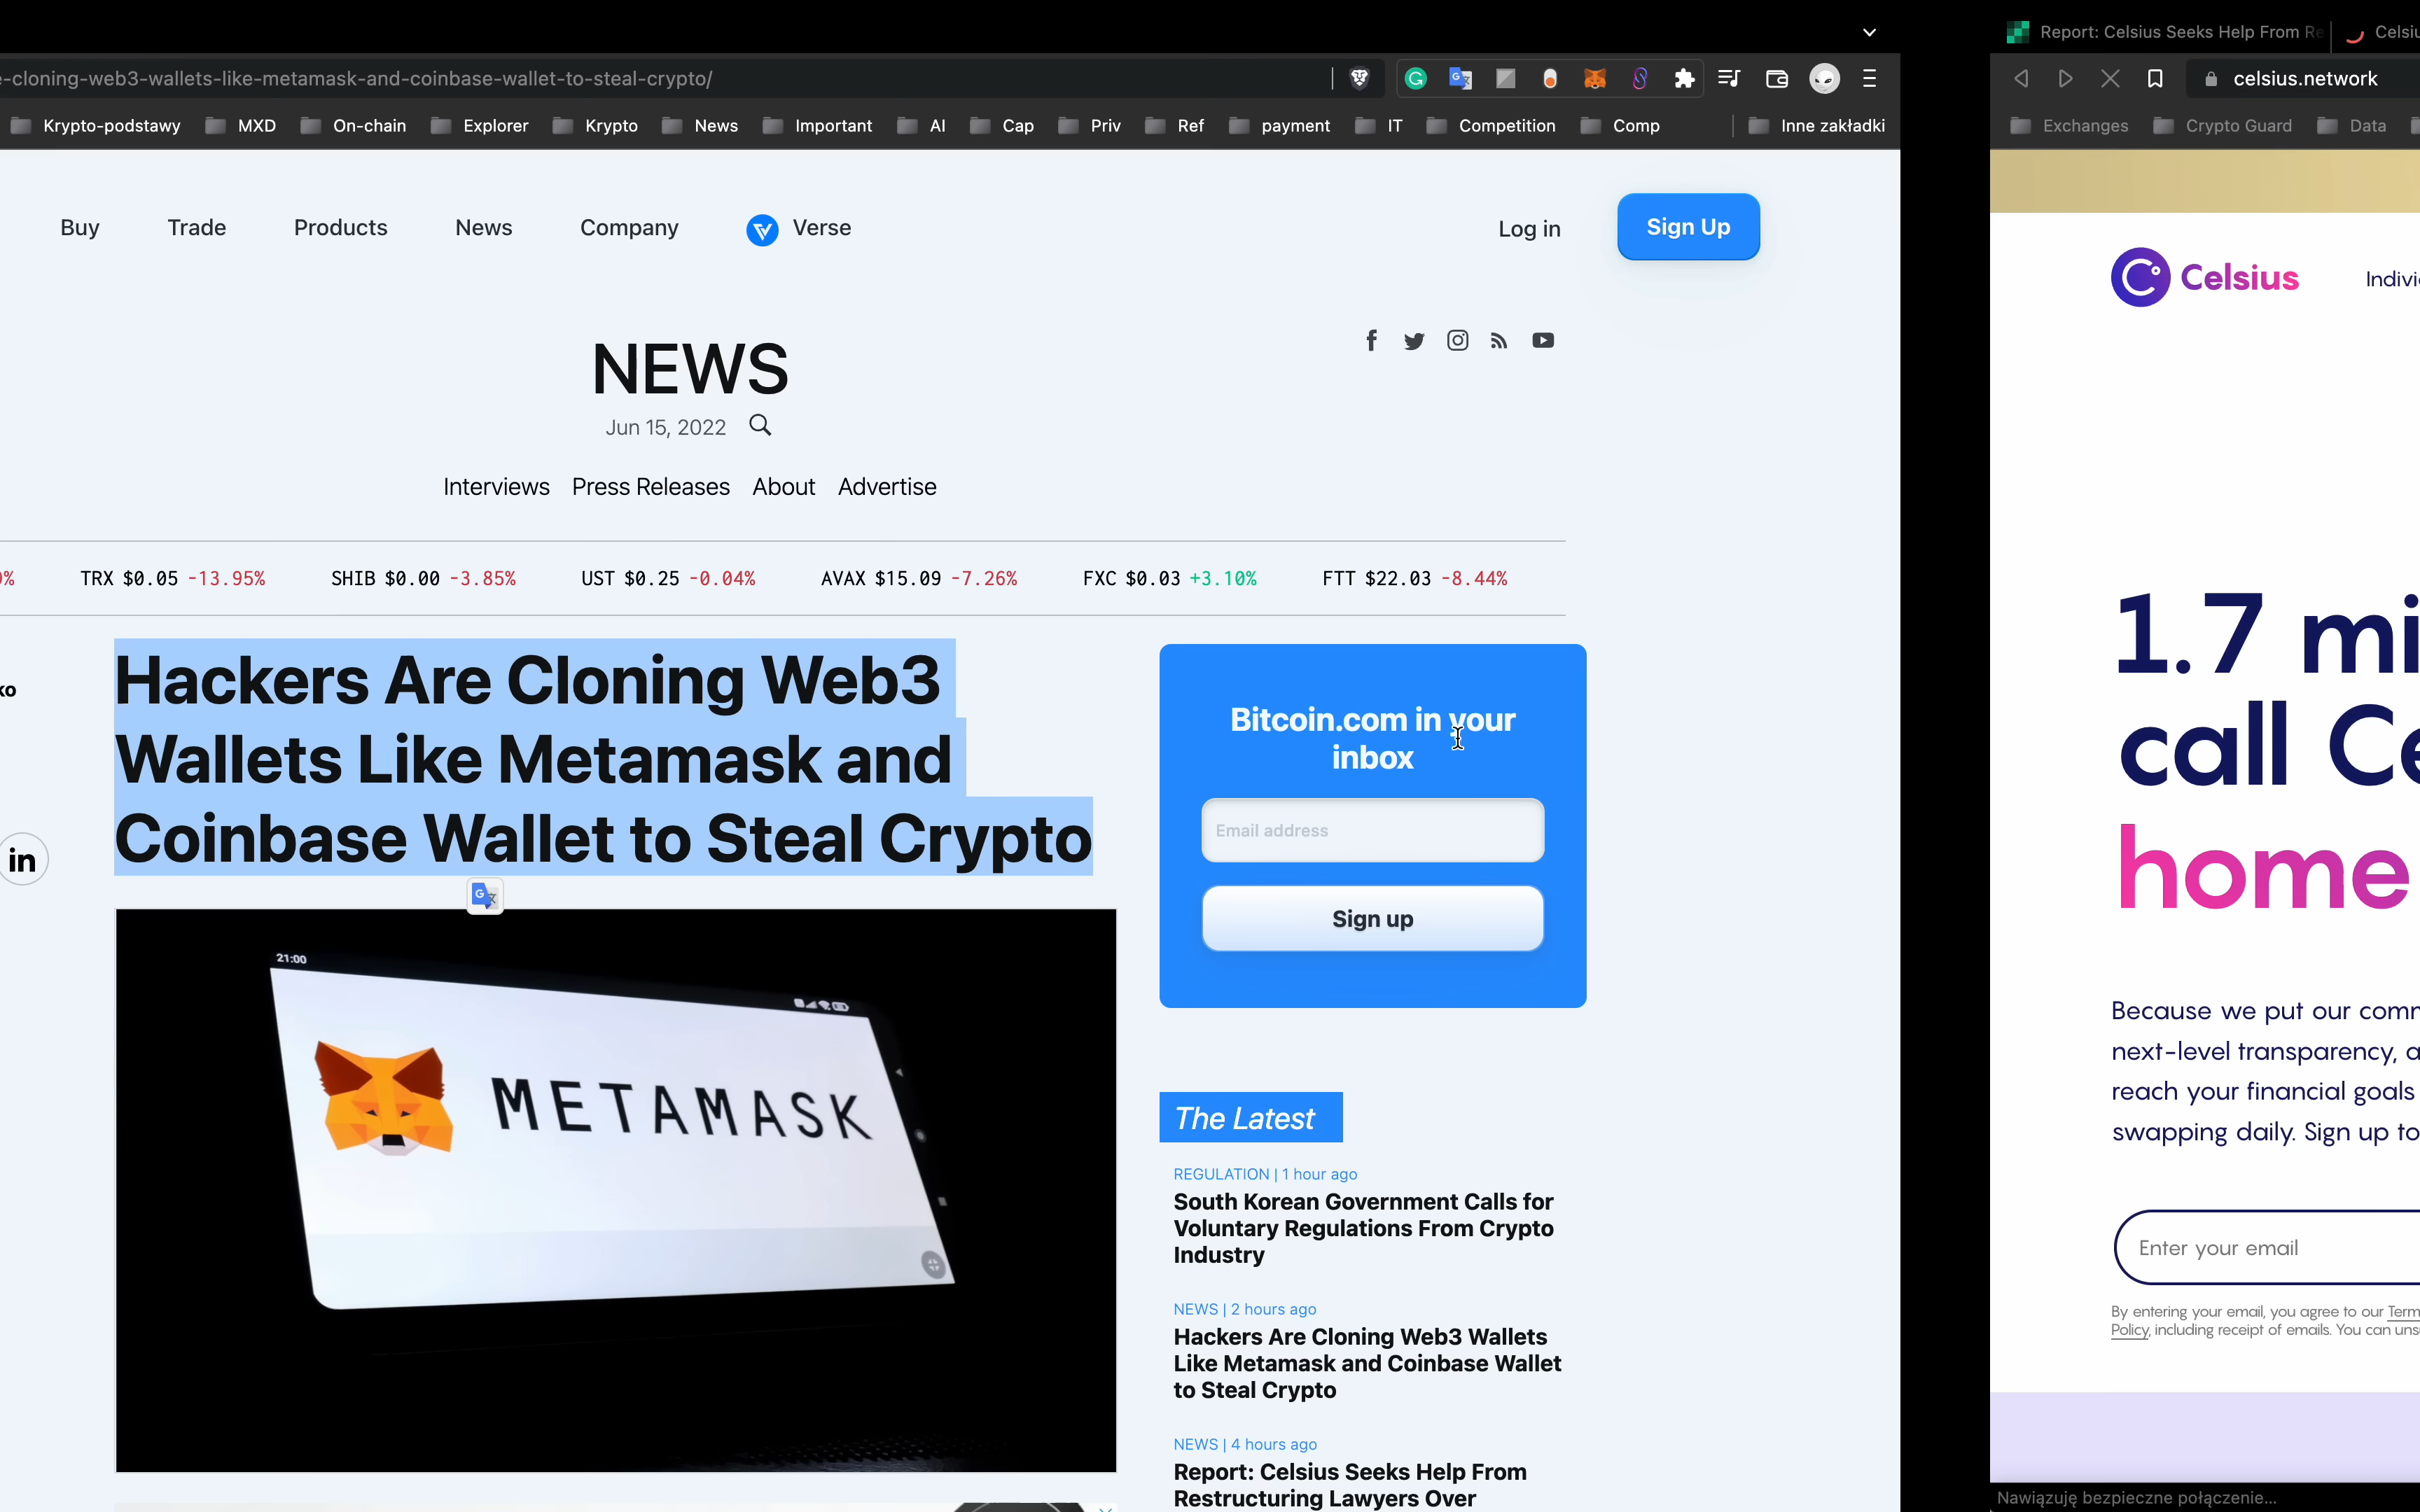 -cloning-web3-wallets-like-metamask-and-coinbase-wallet-to-steal-crypto/
Krypto-podstawy MXD On-chain Explorer Krypto News Important AI Cap Priv Ref payment IT Competition Comp Inne zakładki
Buy Trade Products News Company Verse Log in Sign Up
NEWS
Jun 15, 2022
Interviews Press Releases About Advertise
% TRX $0.05 -13.95% SHIB $0.00 -3.85% UST $0.25 -0.04% AVAX $15.09 -7.26% FXC $0.03 +3.10% FTT $22.03 -8.44%
ko
in
Hackers Are Cloning Web3
Wallets Like Metamask and
Coinbase Wallet to Steal Crypto
21:00
METAMASK
Bitcoin.com in your
inbox
Email address
Sign up
The Latest
REGULATION | 1 hour ago
South Korean Government Calls for
Voluntary Regulations From Crypto
Industry
NEWS | 2 hours ago
Hackers Are Cloning Web3 Wallets
Like Metamask and Coinbase Wallet
to Steal Crypto
NEWS | 4 hours ago
Report: Celsius Seeks Help From
Restructuring Lawyers Over
Report: Celsius Seeks Help From Re Celsiu
celsius.network
Exchanges Crypto Guard Data
Celsius Indivi
1.7 mi
call Ce
home
Because we put our comm
next-level transparency, a
reach your financial goals
swapping daily. Sign up to
Enter your email
By entering your email, you agree to our Term
Policy, including receipt of emails. You can uns
Nawiązuję bezpieczne połączenie...